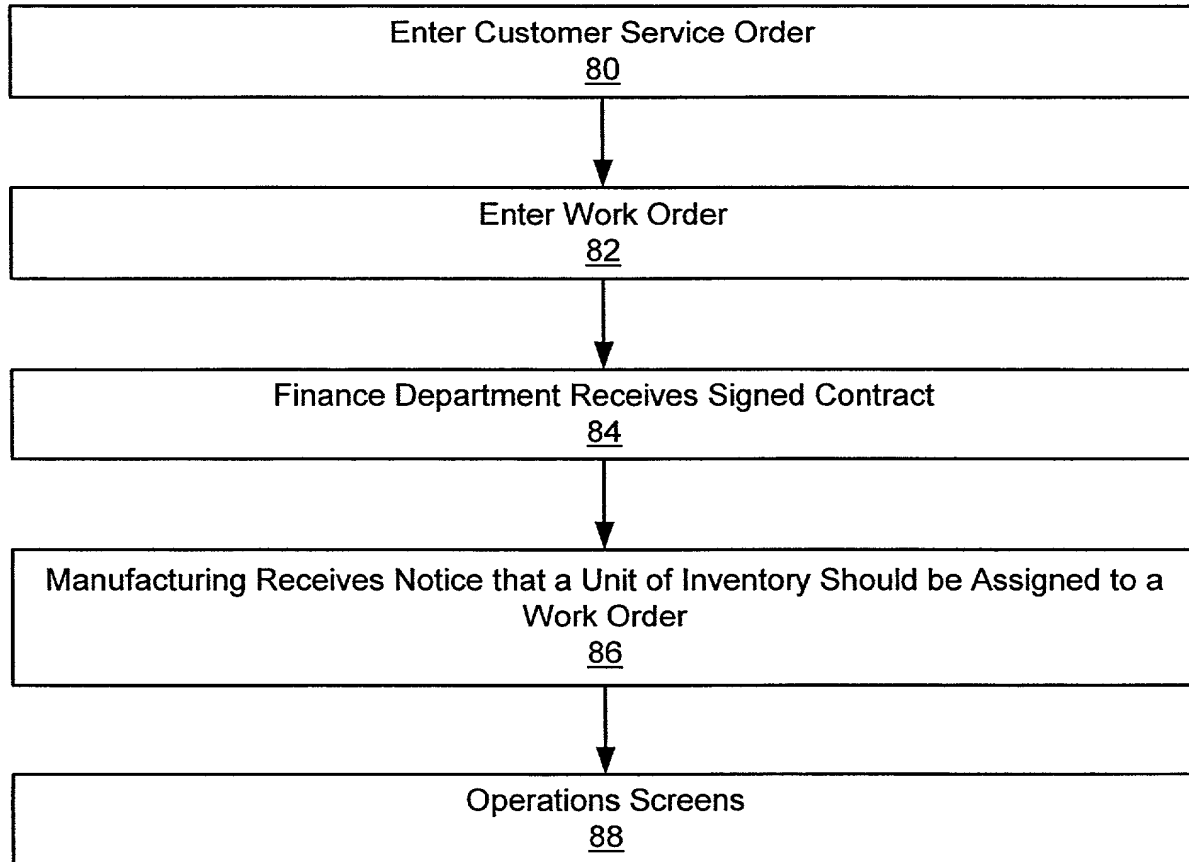 Enter Customer Service Order
80
Enter Work Order
82
Finance Department Receives Signed Contract
84
Manufacturing Receives Notice that a Unit of Inventory Should be Assigned to a
Work Order
86
Operations Screens
88